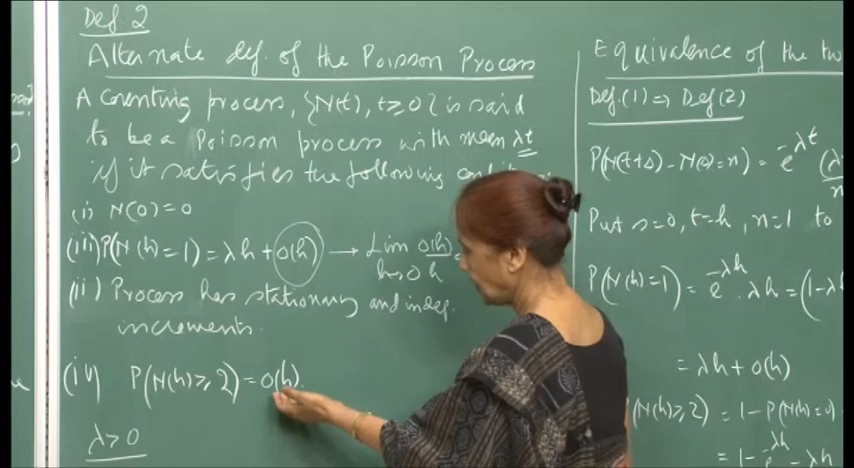 Def. 2
Alternate def. of the Poisson Process
A counting process, {N(t), t ≥ 0} is said
to be a Poisson process with mean λt
if it satisfies the following
(i) N(0) = 0
(iii) P(N(h) = 1) = λh + o(h) → Lim o(h)
h→0 h
(ii) Process has stationary and indep.
increments.
(iv) P(N(h) ≥ 2) = o(h).
λ > 0
Equivalence of the two
Def. (1) ⇒ Def (2)
P(N(t+s) - N(s) = n) = e^{-λt} (λ
n
Put s=0, t=h, n=1 to
P(N(h) = 1) = e^{-λh} . λh = (1-λh
= λh + o(h)
(N(h) ≥ 2) = 1 - P(N(h) = 0) -
= 1 - e^{-λh} - λh